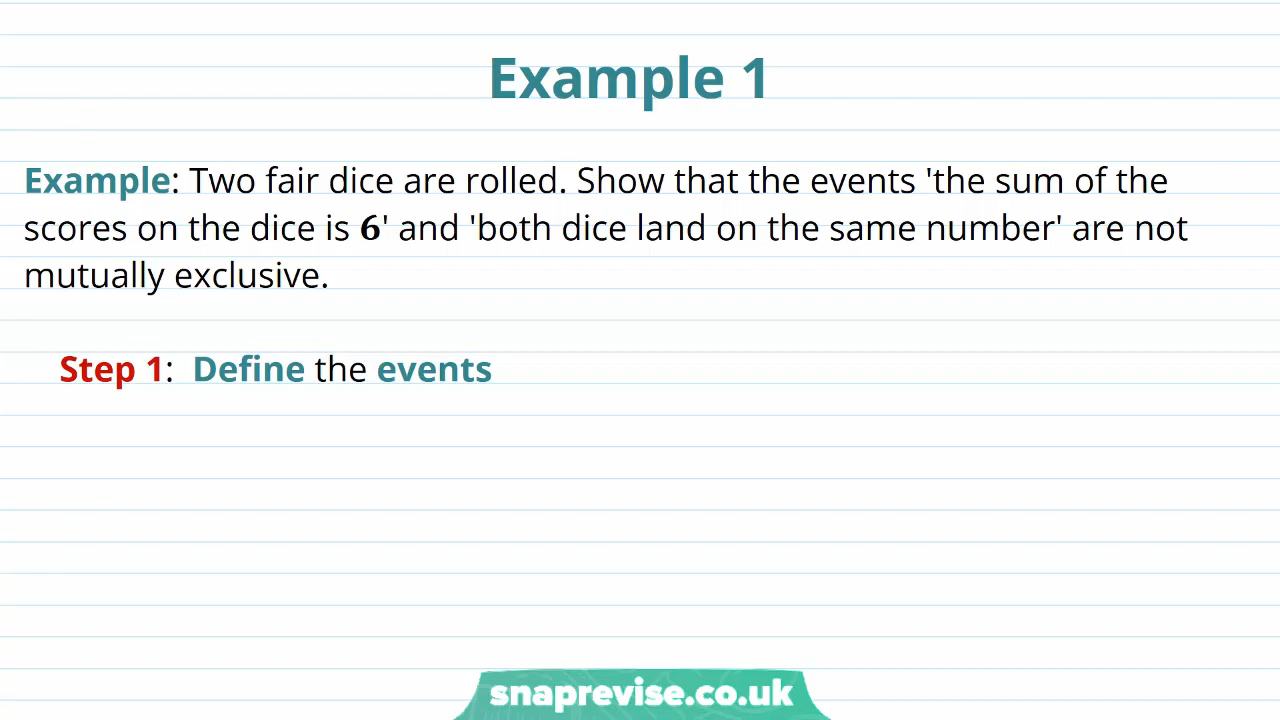 Example 1
Example: Two fair dice are rolled. Show that the events 'the sum of the
scores on the dice is 6' and 'both dice land on the same number' are not
mutually exclusive.
Step 1: Define the events
snaprevise.co.uk